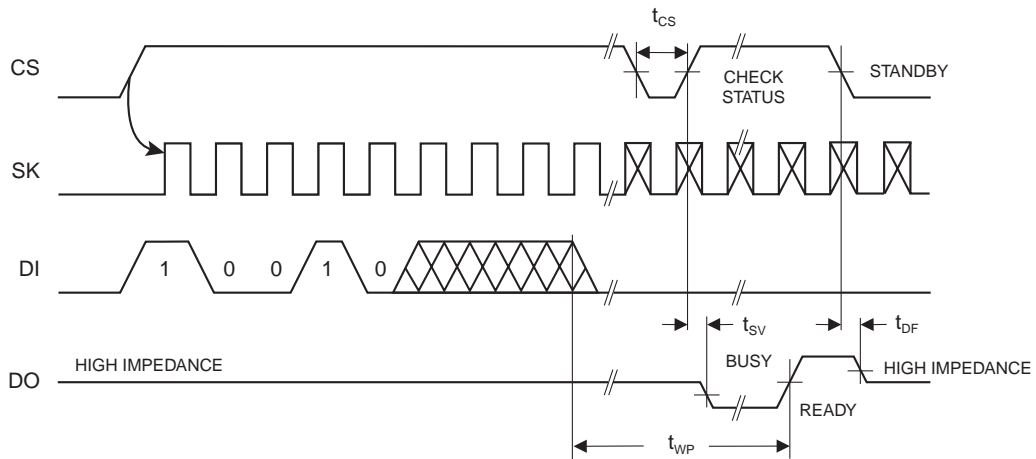 tCS
CS
CHECK
STATUS
STANDBY
SK
DI
1 0 0 1 0
tSV
tDF
HIGH IMPEDANCE
BUSY
HIGH IMPEDANCE
DO
READY
tWP